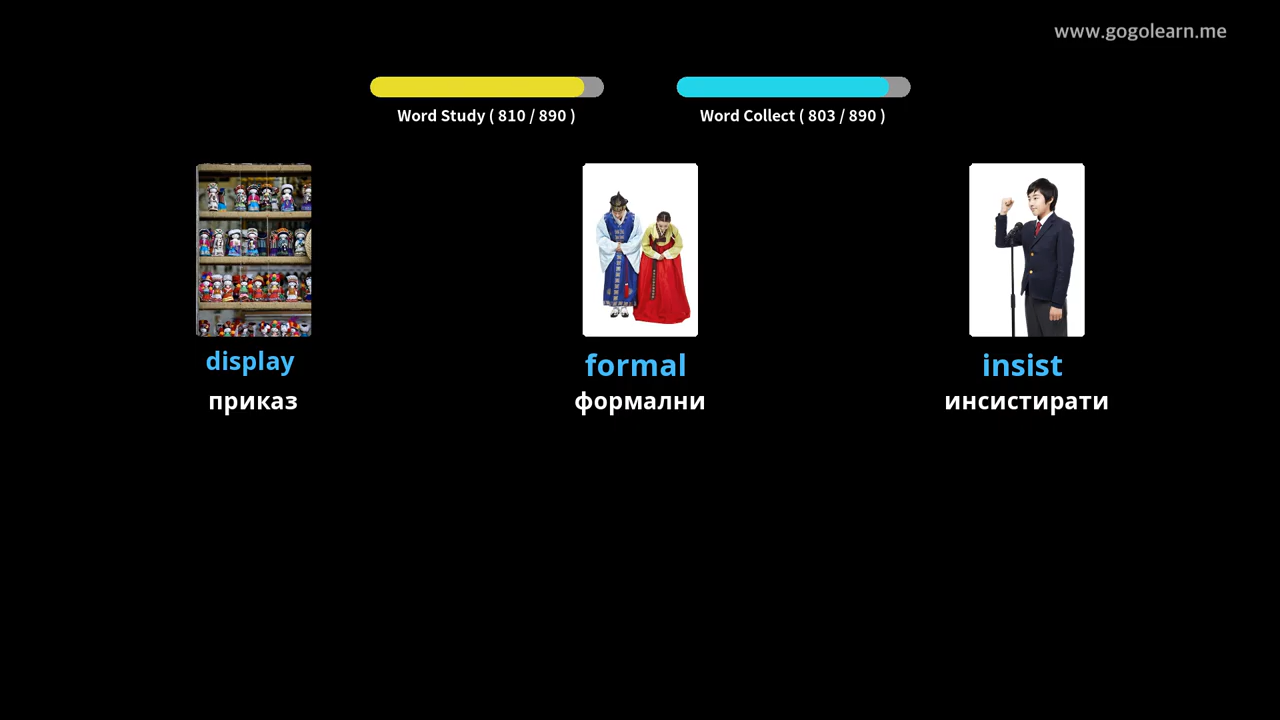 www.gogolearn.me
Word Study ( 810 / 890 )
Word Collect ( 803 / 890 )
display
формални
formal
insist
приказ
инсистирати